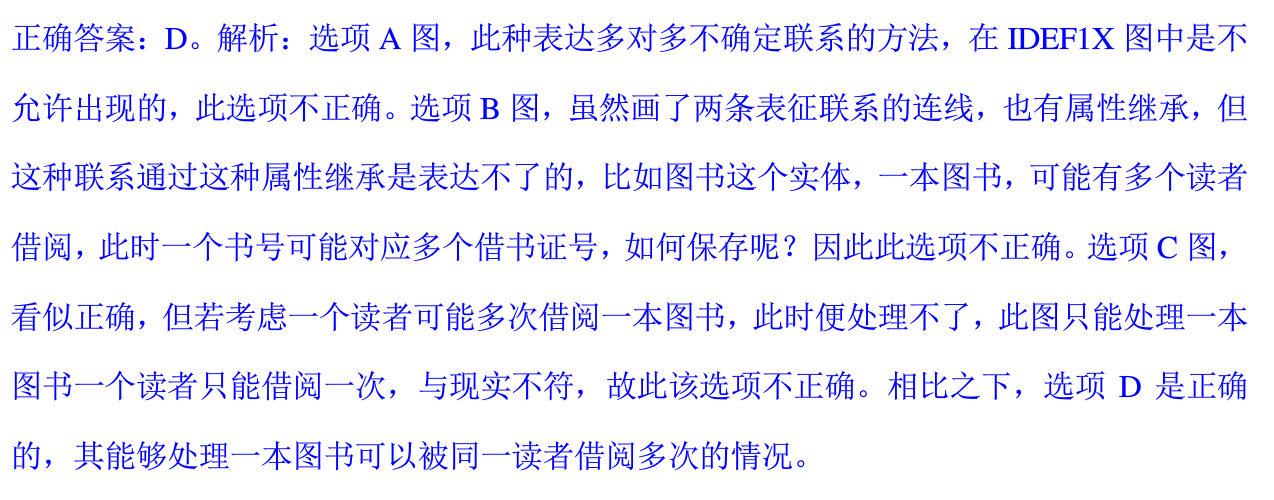 正确答案：D。解析：选项 A 图，此种表达多对多不确定联系的方法，在 IDEF1X 图中是不
允许出现的，此选项不正确。选项 B 图，虽然画了两条表征联系的连线，也有属性继承，但
这种联系通过这种属性继承是表达不了的，比如图书这个实体，一本图书，可能有多个读者
借阅，此时一个书号可能对应多个借书证号，如何保存呢？因此此选项不正确。选项 C 图，
看似正确，但若考虑一个读者可能多次借阅一本图书，此时便处理不了，此图只能处理一本
图书一个读者只能借阅一次，与现实不符，故此该选项不正确。相比之下，选项 D 是正确
的，其能够处理一本图书可以被同一读者借阅多次的情况。